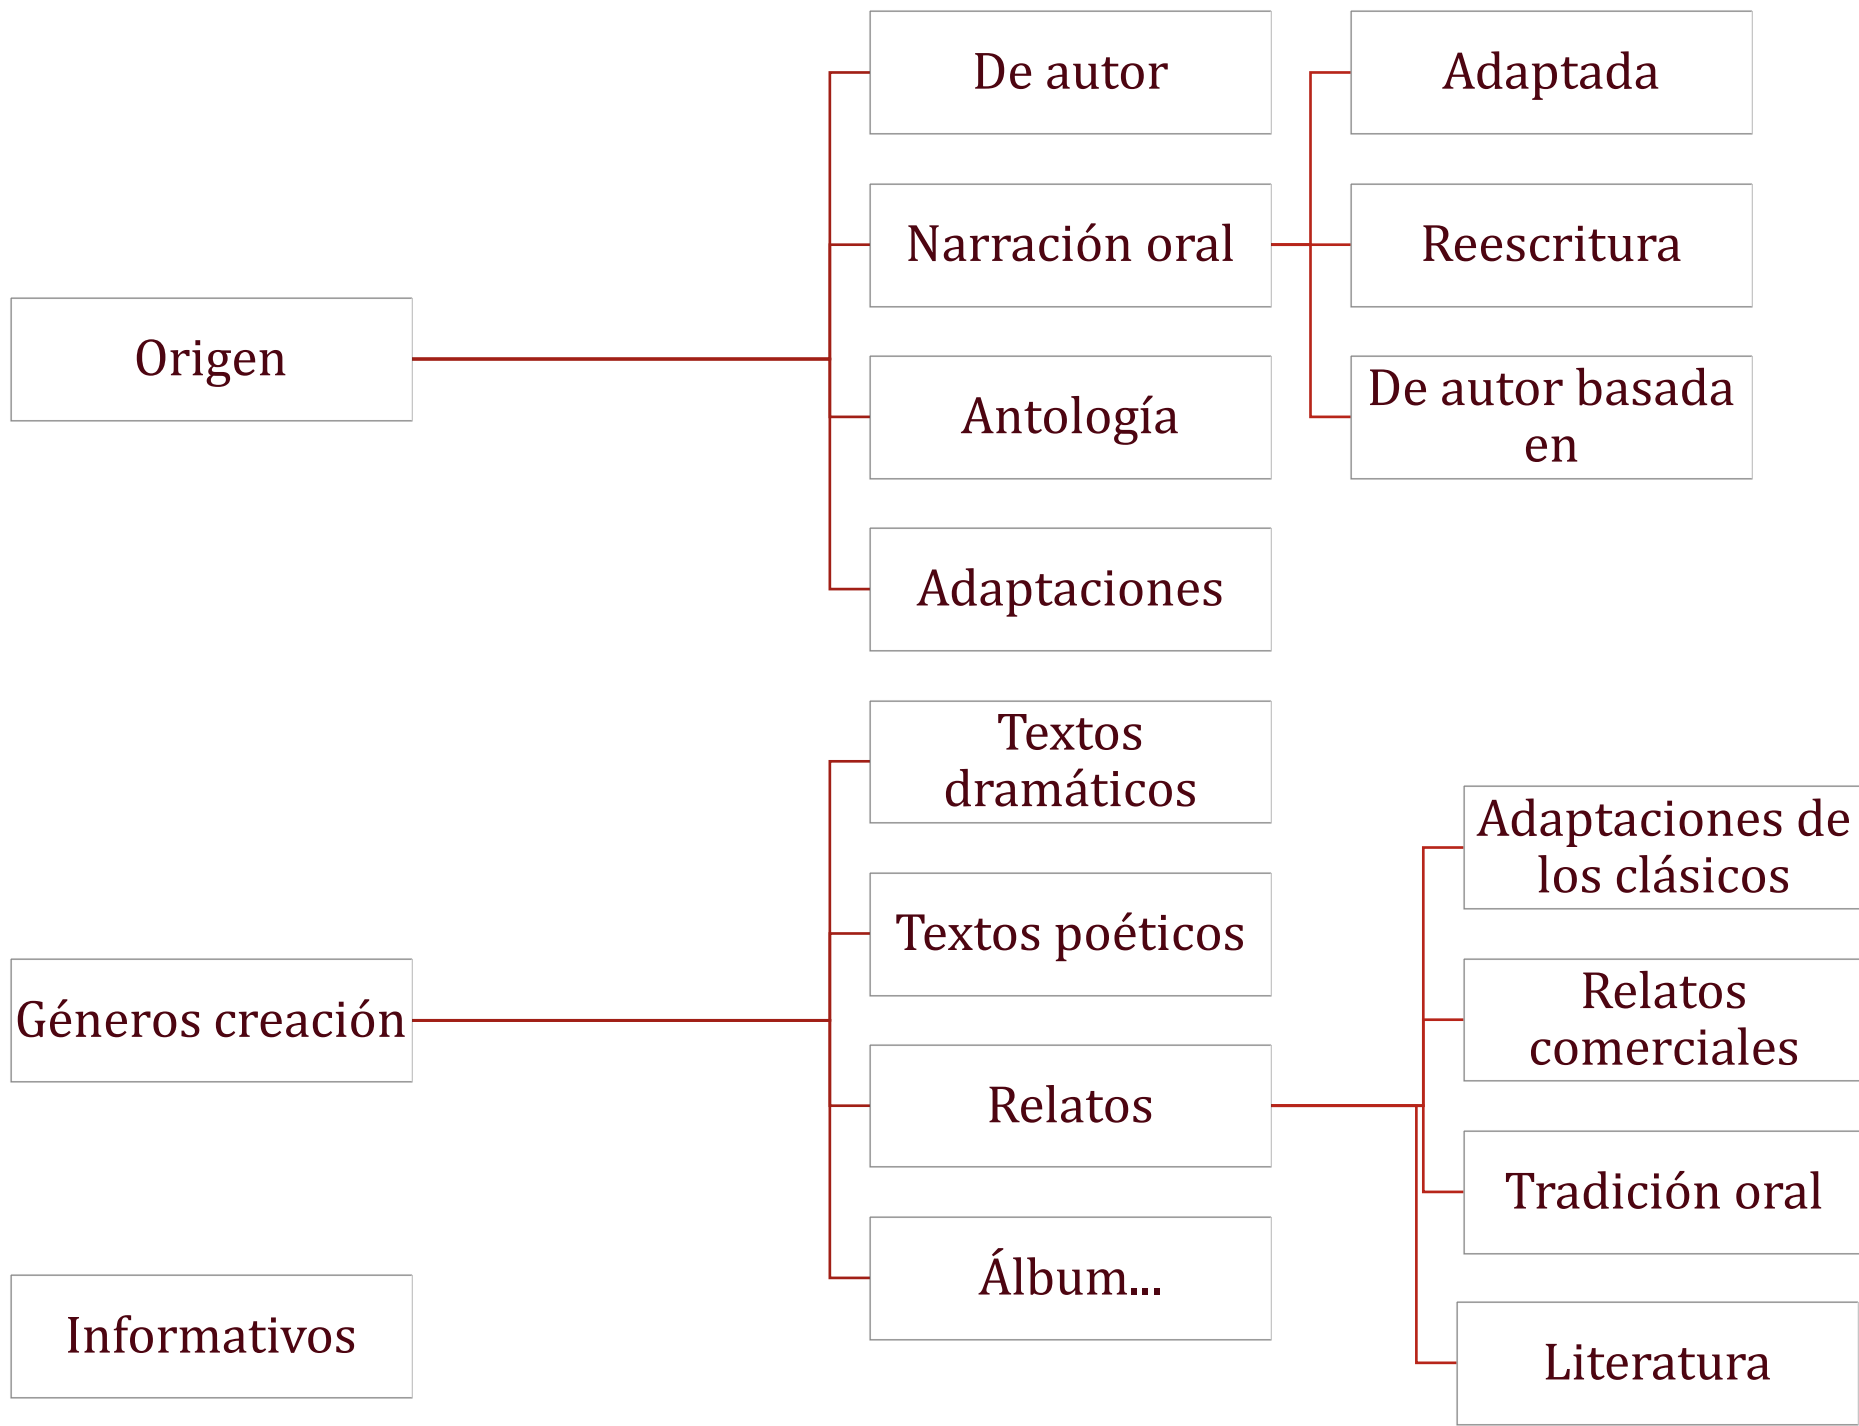 Origen
De autor
Narración oral
Adaptada
Reescritura
De autor basada
en
Antología
Adaptaciones
Géneros creación
Textos
dramáticos
Textos poéticos
Relatos
Adaptaciones de
los clásicos
Relatos
comerciales
Tradición oral
Literatura
Álbum...
Informativos